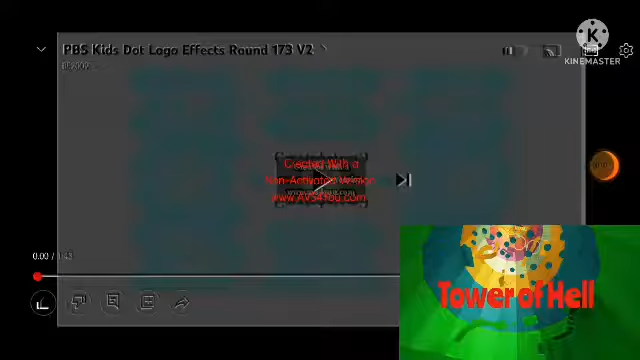 PBS Kids Dot Logo Effects Round 173 V2
K
KINEMASTER
Created With a
Non-Activated Version
www.AVS4You.com
0:00 / 1:43
Tower of Hell